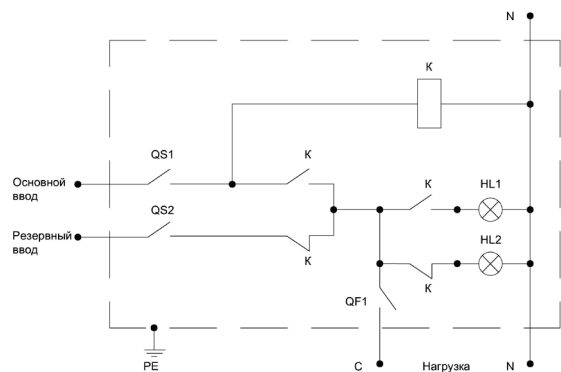 N
К
QS1
К
Основной
ввод
К
HL1
QS2
Резервный
ввод
HL2
К
К
QF1
PE
С
Нагрузка
N